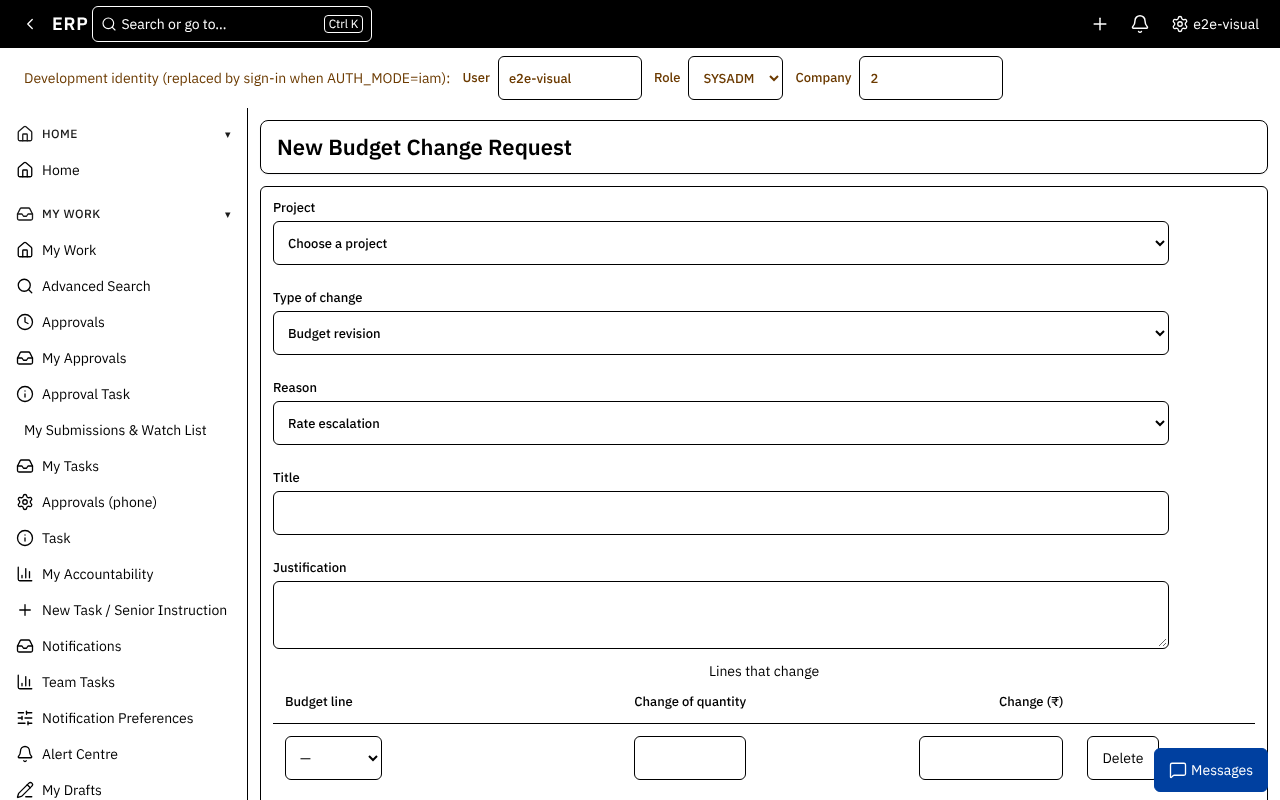 ERP
Search or go to...
Ctrl K
e2e-visual
Development identity (replaced by sign-in when AUTH_MODE=iam):
User
e2e-visual
Role
SYSADM
Company
2
HOME
Home
MY WORK
My Work
Advanced Search
Approvals
My Approvals
Approval Task
My Submissions & Watch List
My Tasks
Approvals (phone)
Task
My Accountability
New Task / Senior Instruction
Notifications
Team Tasks
Notification Preferences
Alert Centre
My Drafts
New Budget Change Request
Project
Choose a project
Type of change
Budget revision
Reason
Rate escalation
Title
Justification
Lines that change
Budget line Change of quantity Change (₹)
— Delete
Messages